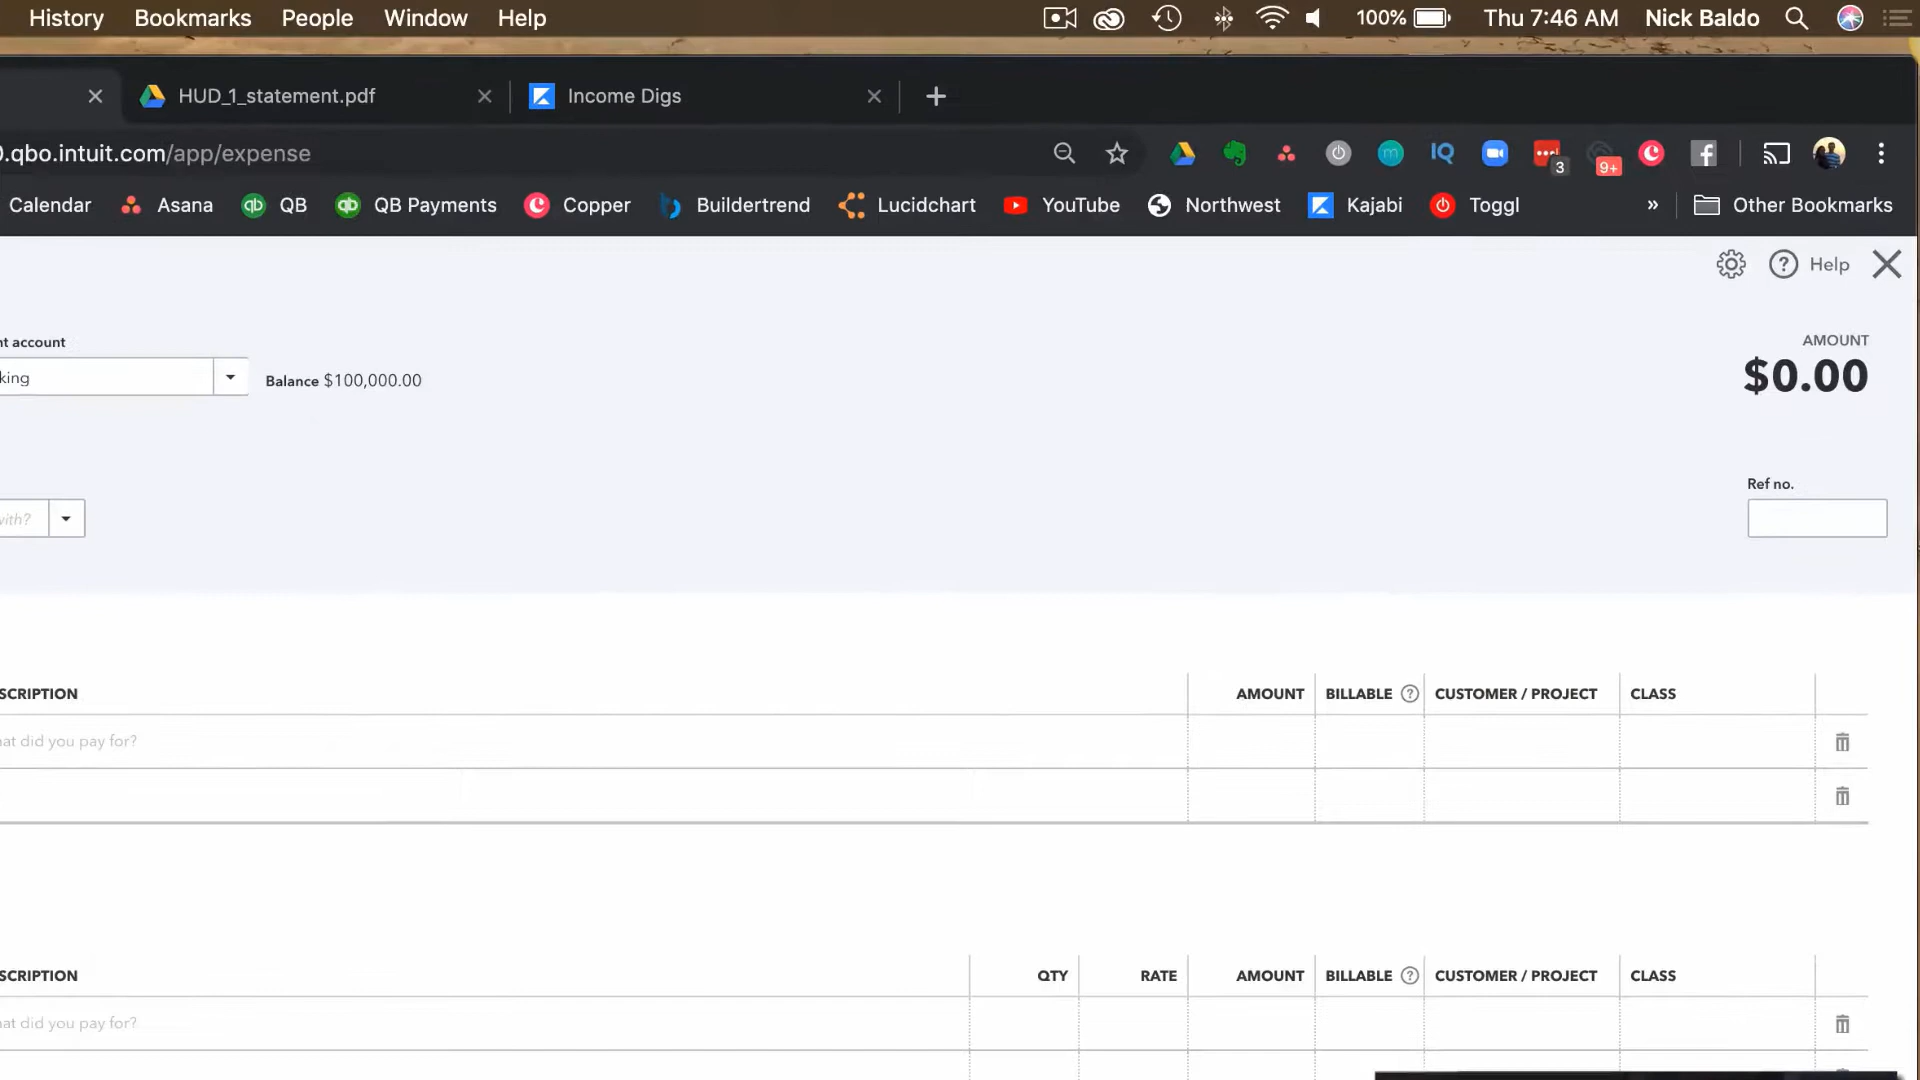 History Bookmarks People Window Help 100% Thu 7:46 AM Nick Baldo
HUD_1_statement.pdf Income Digs
.qbo.intuit.com/app/expense IQ 3 9+
Calendar Asana QB QB Payments Copper Buildertrend Lucidchart YouTube Northwest Kajabi Toggl » Other Bookmarks
Help
nt account
king Balance $100,000.00
AMOUNT
$0.00
Ref no.
with?
SCRIPTION AMOUNT BILLABLE ? CUSTOMER / PROJECT CLASS
at did you pay for?
SCRIPTION QTY RATE AMOUNT BILLABLE ? CUSTOMER / PROJECT CLASS
at did you pay for?